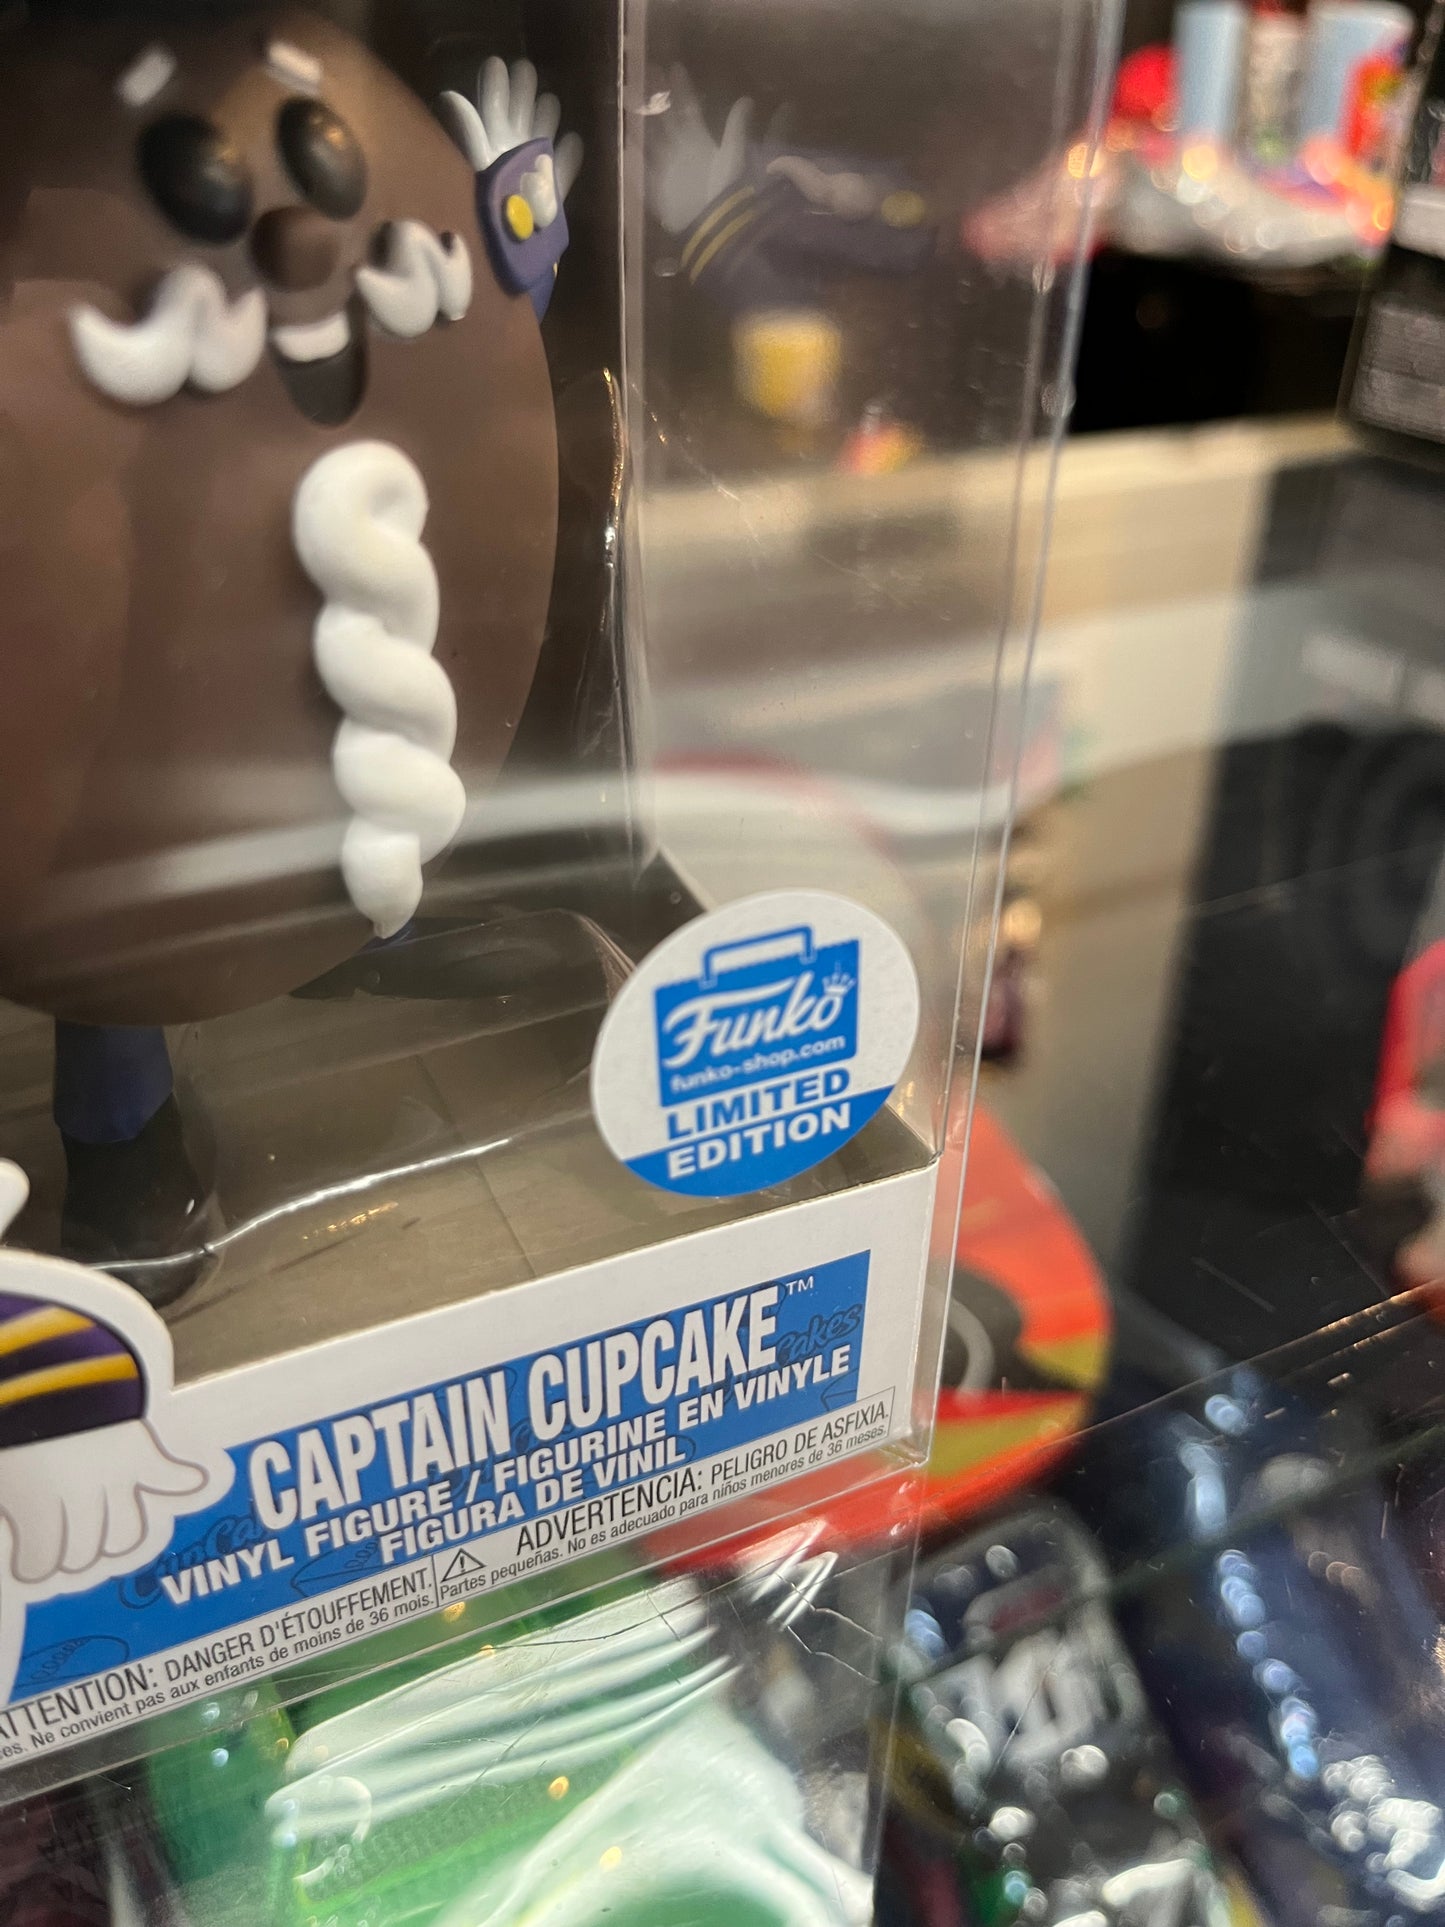 Funko
funko-shop.com
LIMITED
EDITION
CAPTAIN CUPCAKE™
VINYL FIGURE / FIGURINE EN VINYLE
FIGURA DE VINIL
ATTENTION: DANGER D'ÉTOUFFEMENT.
Ne convient pas aux enfants de moins de 36 mois.
ADVERTENCIA: PELIGRO DE ASFIXIA.
Partes pequeñas. No es adecuado para niños menores de 36 meses.
Cakes